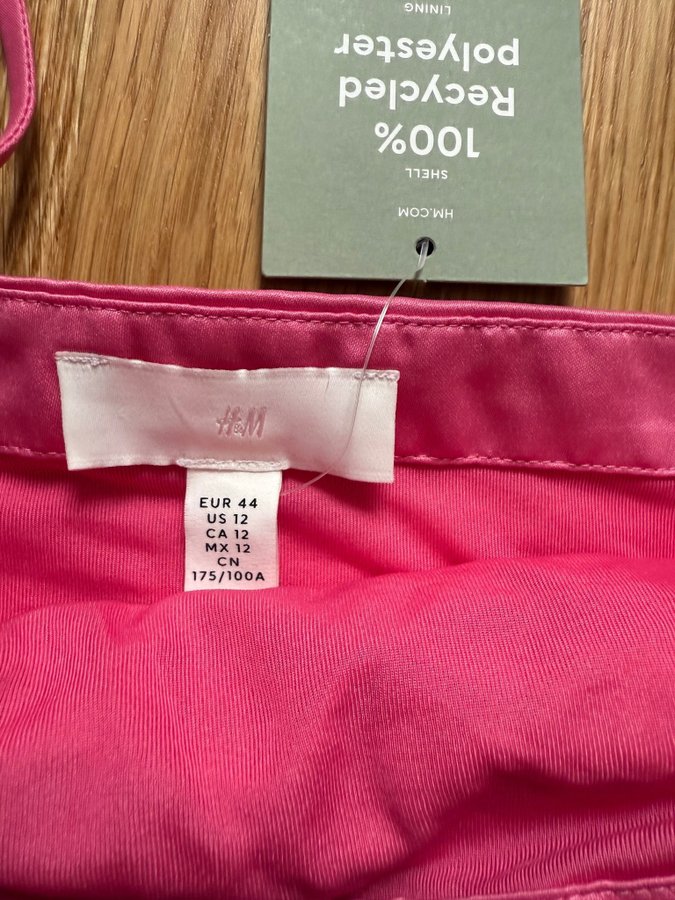 HM.COM
SHELL
100%
Recycled
polyester
LINING
H&M
EUR 44
US 12
CA 12
MX 12
CN
175/100A